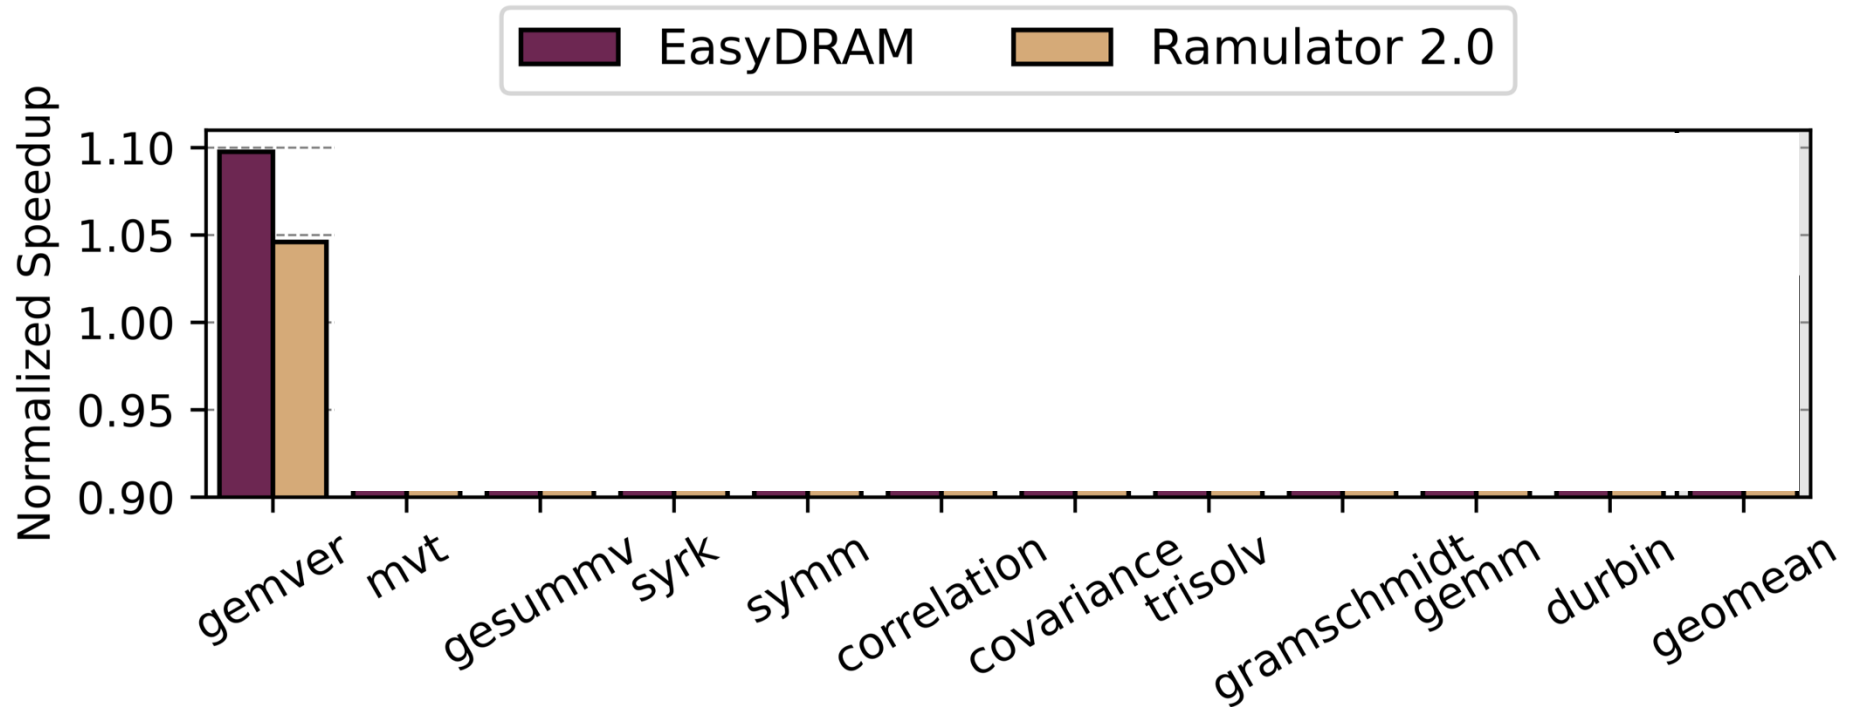 EasyDRAM Ramulator 2.0
Normalized Speedup
1.10
1.05
1.00
0.95
0.90
gemver
mvt
gesummv
syrk
symm
correlation
covariance
trisolv
gramschmidt
gemm
durbin
geomean